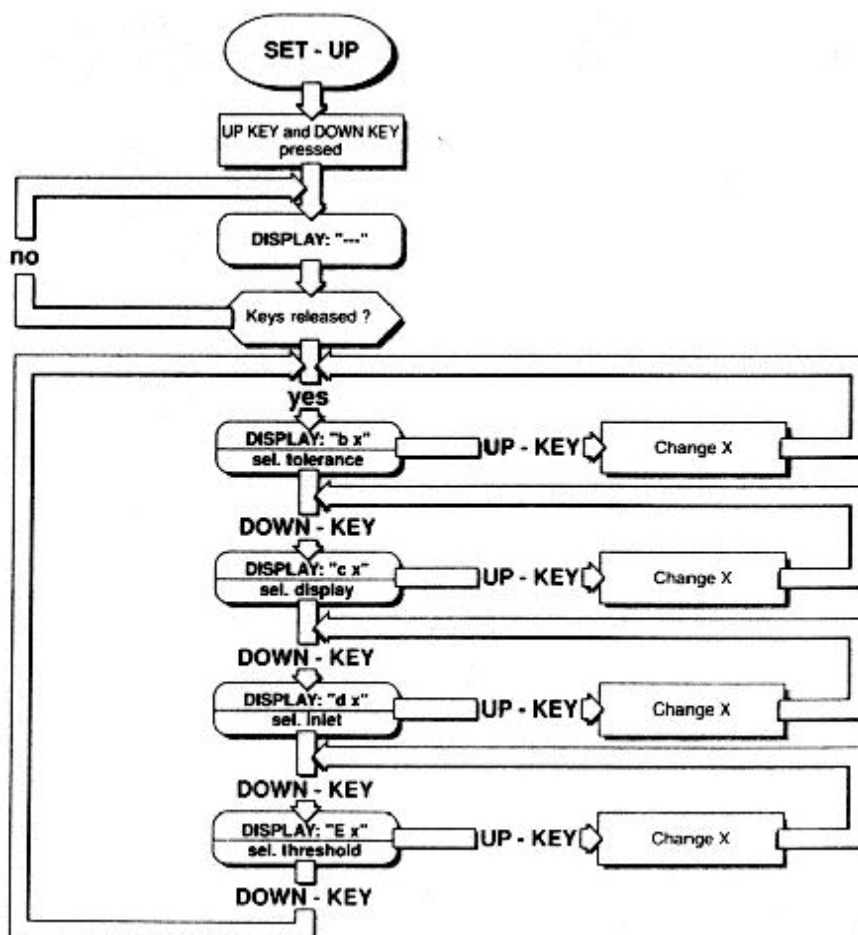 SET - UP
UP KEY and DOWN KEY
pressed
DISPLAY: "---"
no
Keys released ?
yes
DISPLAY: "b x"
sel. tolerance
UP - KEY
Change X
DOWN - KEY
DISPLAY: "c x"
sel. display
UP - KEY
Change X
DOWN - KEY
DISPLAY: "d x"
sel. inlet
UP - KEY
Change X
DOWN - KEY
DISPLAY: "E x"
sel. threshold
UP - KEY
Change X
DOWN - KEY